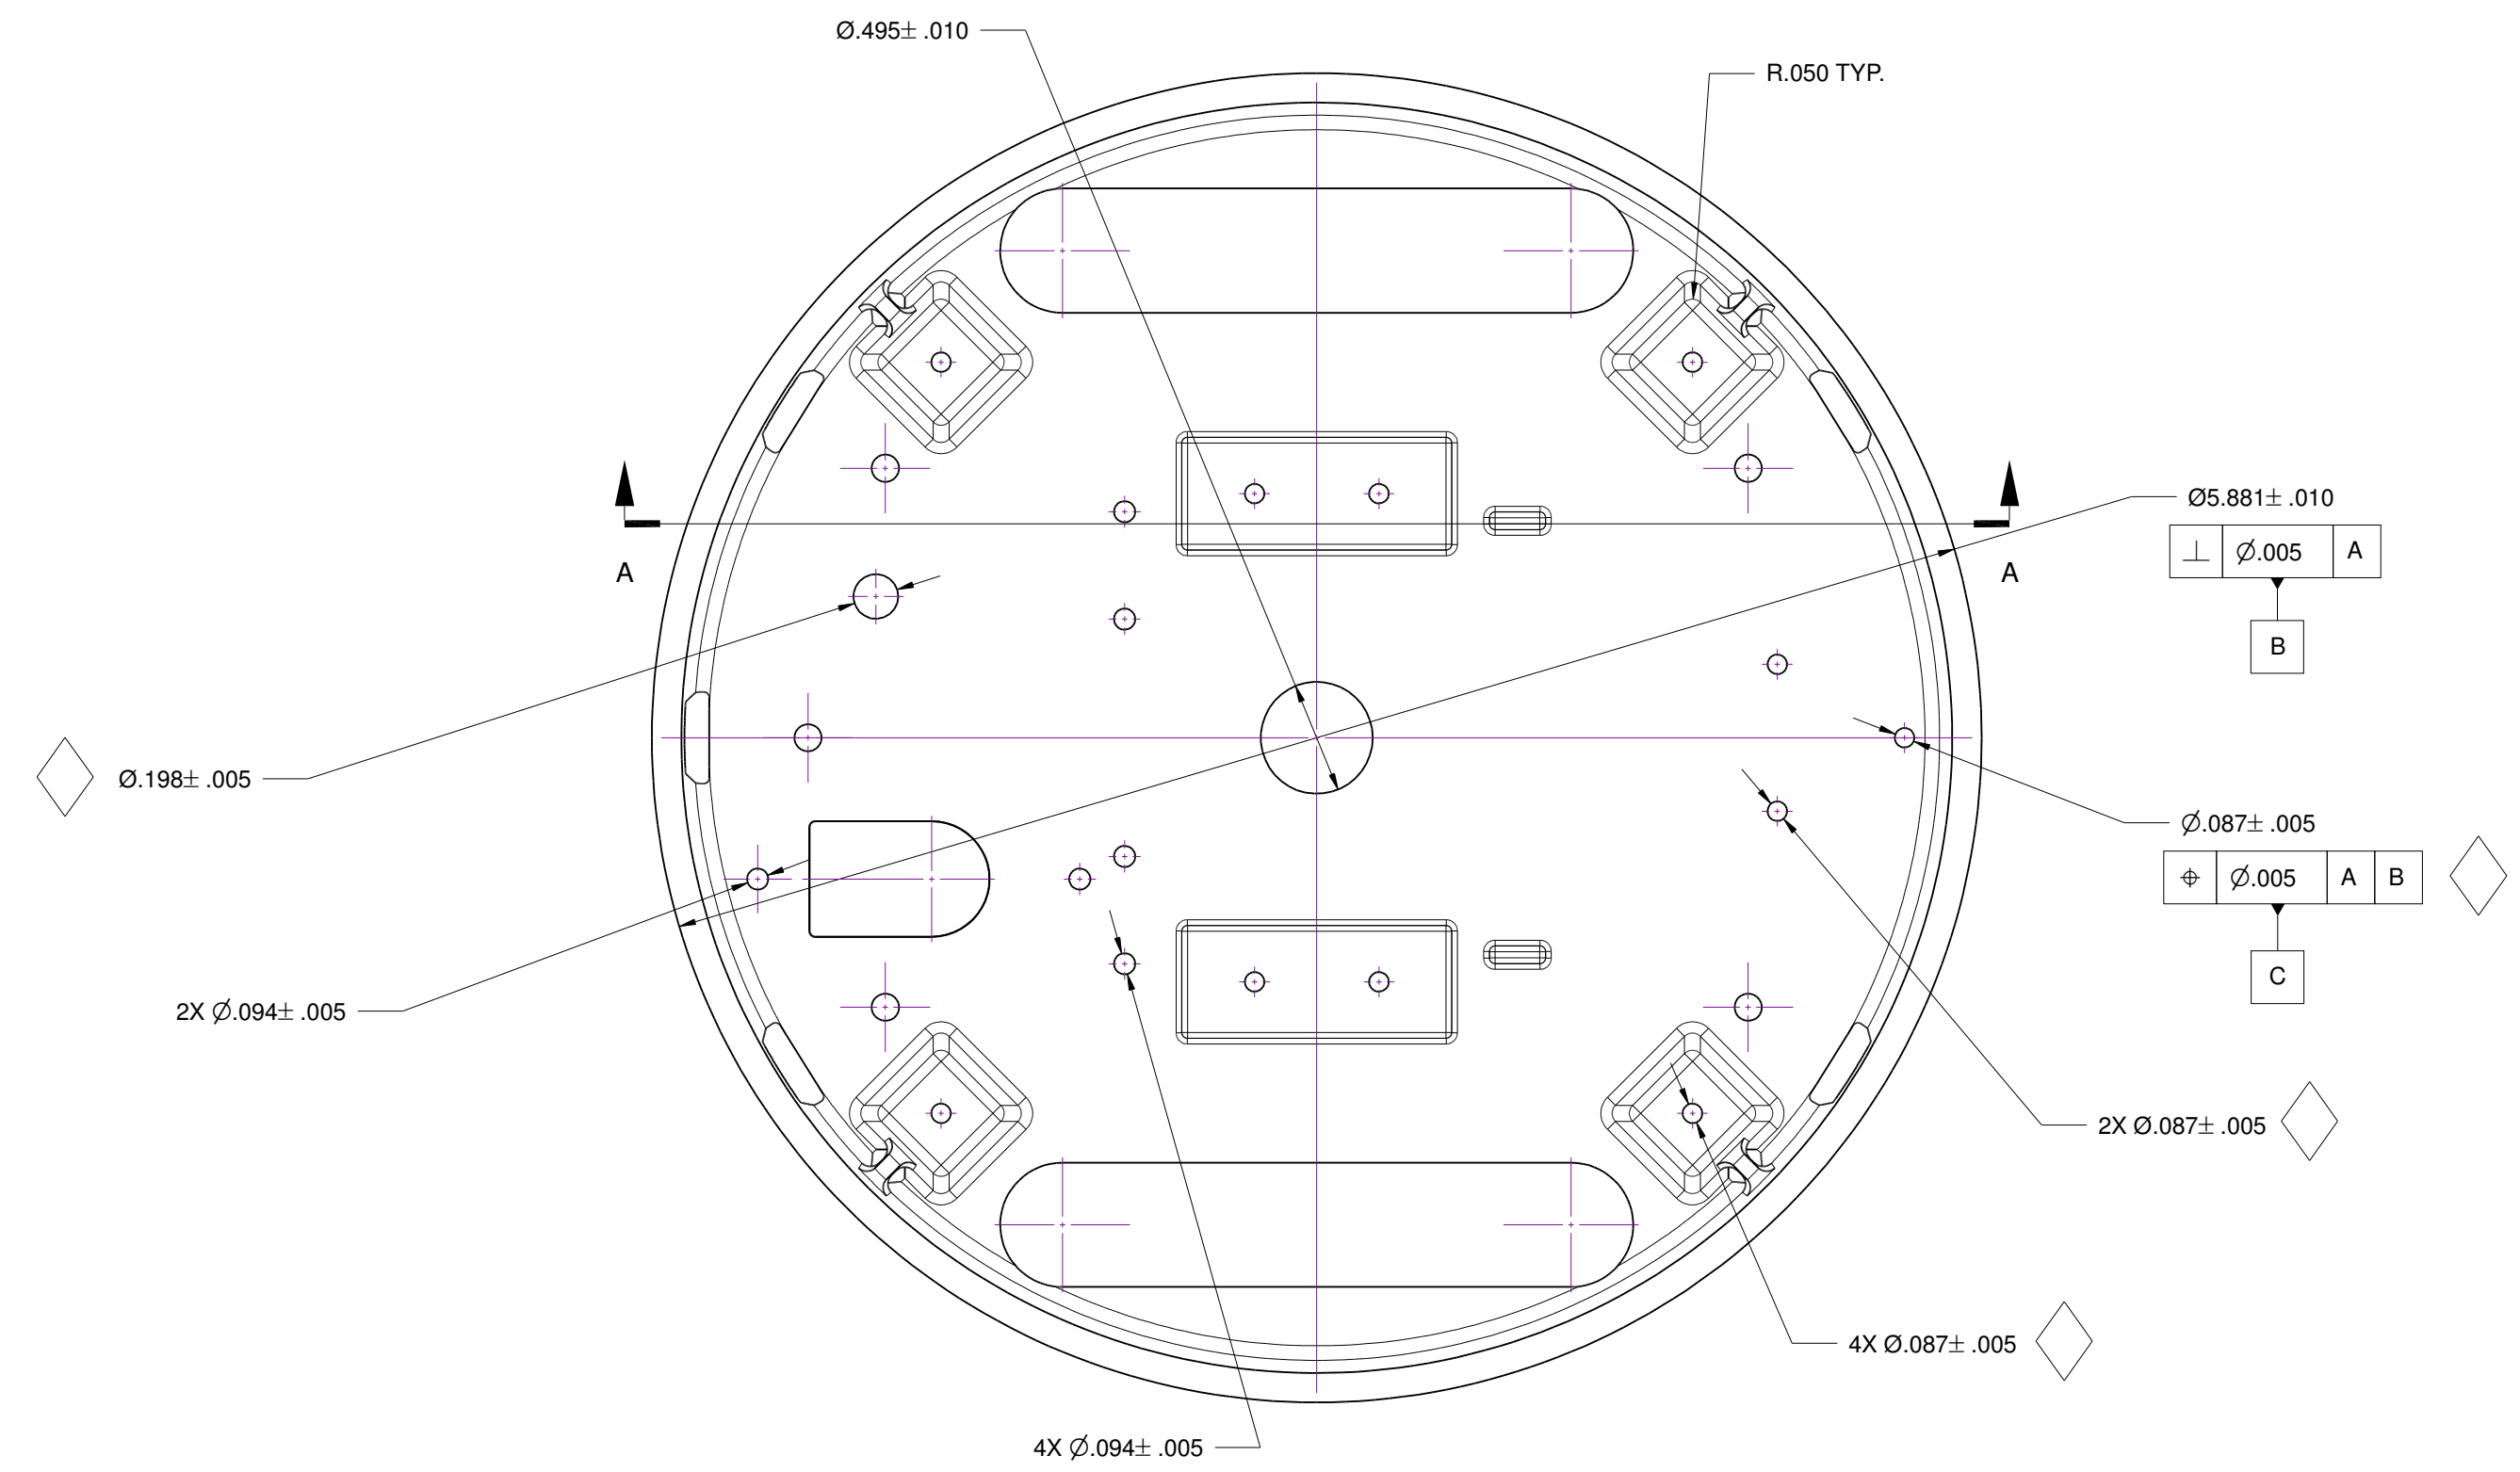 Ø.495± .010
R.050 TYP.
Ø5.881± .010
⊥ Ø.005 A
B
A
A
Ø.198± .005
Ø.087± .005
⌖ Ø.005 A B
C
2X Ø.094± .005
2X Ø.087± .005
4X Ø.087± .005
4X Ø.094± .005